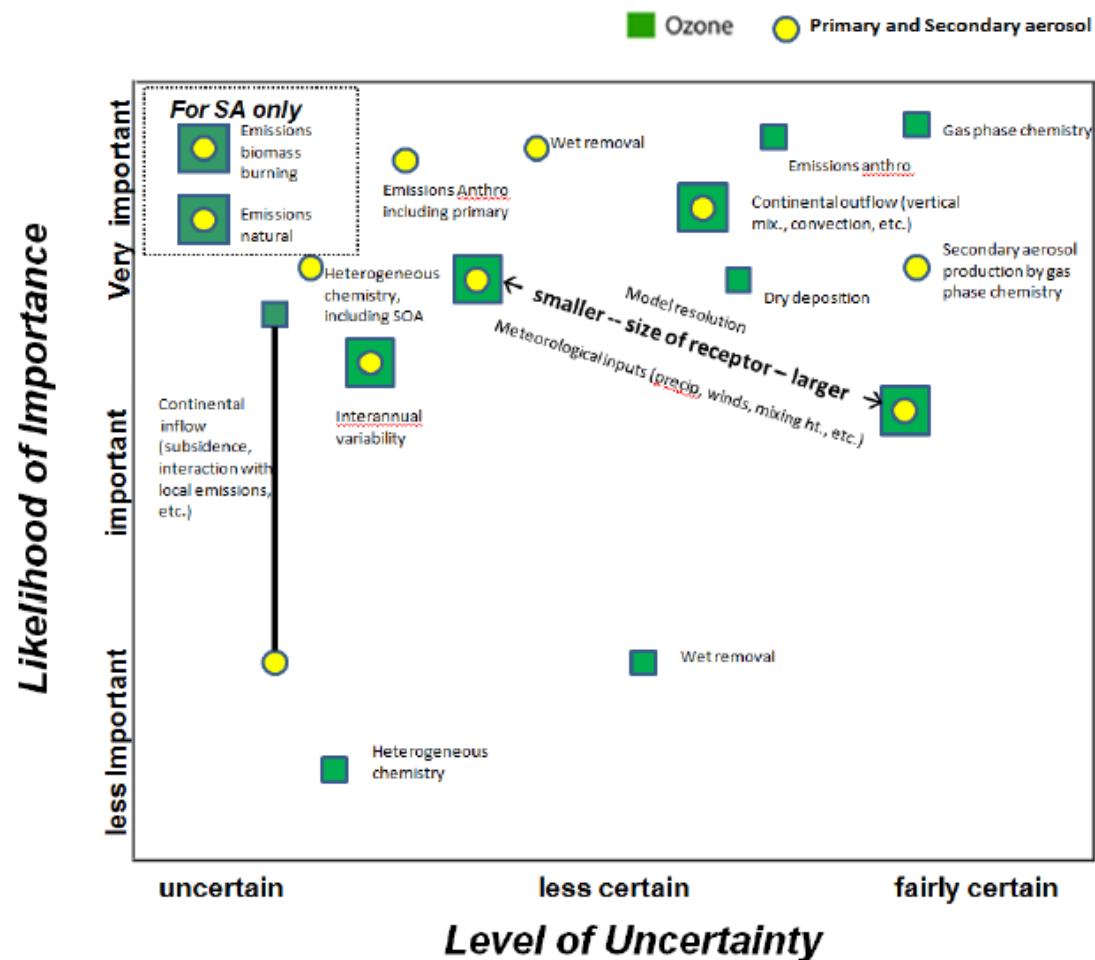 Ozone
Primary and Secondary aerosol
For SA only
Emissions
biomass
burning
Emissions
natural
Emissions Anthro
including primary
Wet removal
Emissions anthro
Gas phase chemistry
Continental outflow (vertical
mix., convection, etc.)
Secondary aerosol
production by gas
phase chemistry
Heterogeneous
chemistry,
including SOA
Dry deposition
Model resolution
smaller -- size of receptor – larger
Meteorological inputs (precip, winds, mixing ht., etc.)
Interannual
variability
Continental
inflow
(subsidence,
interaction with
local emissions,
etc.)
Wet removal
Heterogeneous
chemistry
Likelihood of Importance
Very important
important
less Important
uncertain
less certain
fairly certain
Level of Uncertainty